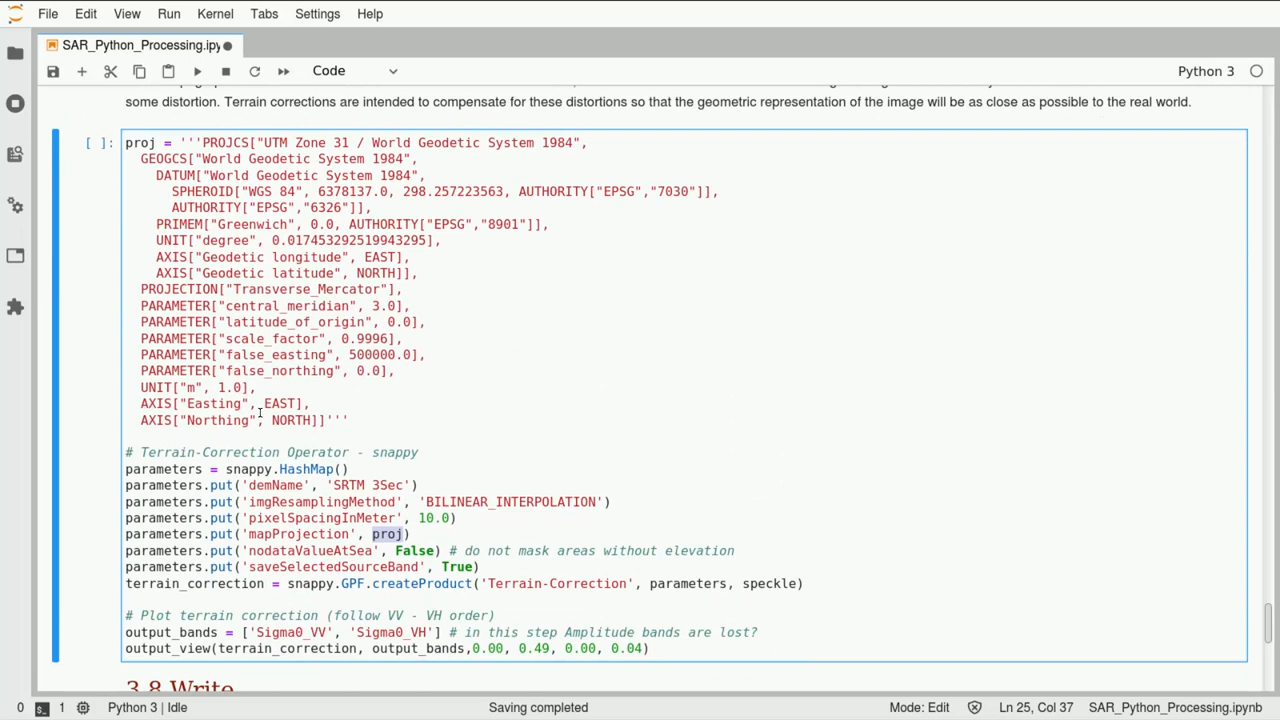 File Edit View Run Kernel Tabs Settings Help
SAR_Python_Processing.ipy
Code Python 3
some distortion. Terrain corrections are intended to compensate for these distortions so that the geometric representation of the image will be as close as possible to the real world.
[ ]: proj = '''PROJCS["UTM Zone 31 / World Geodetic System 1984",
GEOGCS["World Geodetic System 1984",
DATUM["World Geodetic System 1984",
SPHEROID["WGS 84", 6378137.0, 298.257223563, AUTHORITY["EPSG","7030"]],
AUTHORITY["EPSG","6326"]],
PRIMEM["Greenwich", 0.0, AUTHORITY["EPSG","8901"]],
UNIT["degree", 0.017453292519943295],
AXIS["Geodetic longitude", EAST],
AXIS["Geodetic latitude", NORTH]],
PROJECTION["Transverse_Mercator"],
PARAMETER["central_meridian", 3.0],
PARAMETER["latitude_of_origin", 0.0],
PARAMETER["scale_factor", 0.9996],
PARAMETER["false_easting", 500000.0],
PARAMETER["false_northing", 0.0],
UNIT["m", 1.0],
AXIS["Easting", EAST],
AXIS["Northing", NORTH]]'''
# Terrain-Correction Operator - snappy
parameters = snappy.HashMap()
parameters.put('demName', 'SRTM 3Sec')
parameters.put('imgResamplingMethod', 'BILINEAR_INTERPOLATION')
parameters.put('pixelSpacingInMeter', 10.0)
parameters.put('mapProjection', proj)
parameters.put('nodataValueAtSea', False) # do not mask areas without elevation
parameters.put('saveSelectedSourceBand', True)
terrain_correction = snappy.GPF.createProduct('Terrain-Correction', parameters, speckle)
# Plot terrain correction (follow VV - VH order)
output_bands = ['Sigma0_VV', 'Sigma0_VH'] # in this step Amplitude bands are lost?
output_view(terrain_correction, output_bands,0.00, 0.49, 0.00, 0.04)
3.8 Write
0 1 Python 3 | Idle Saving completed Mode: Edit Ln 25, Col 37 SAR_Python_Processing.ipynb